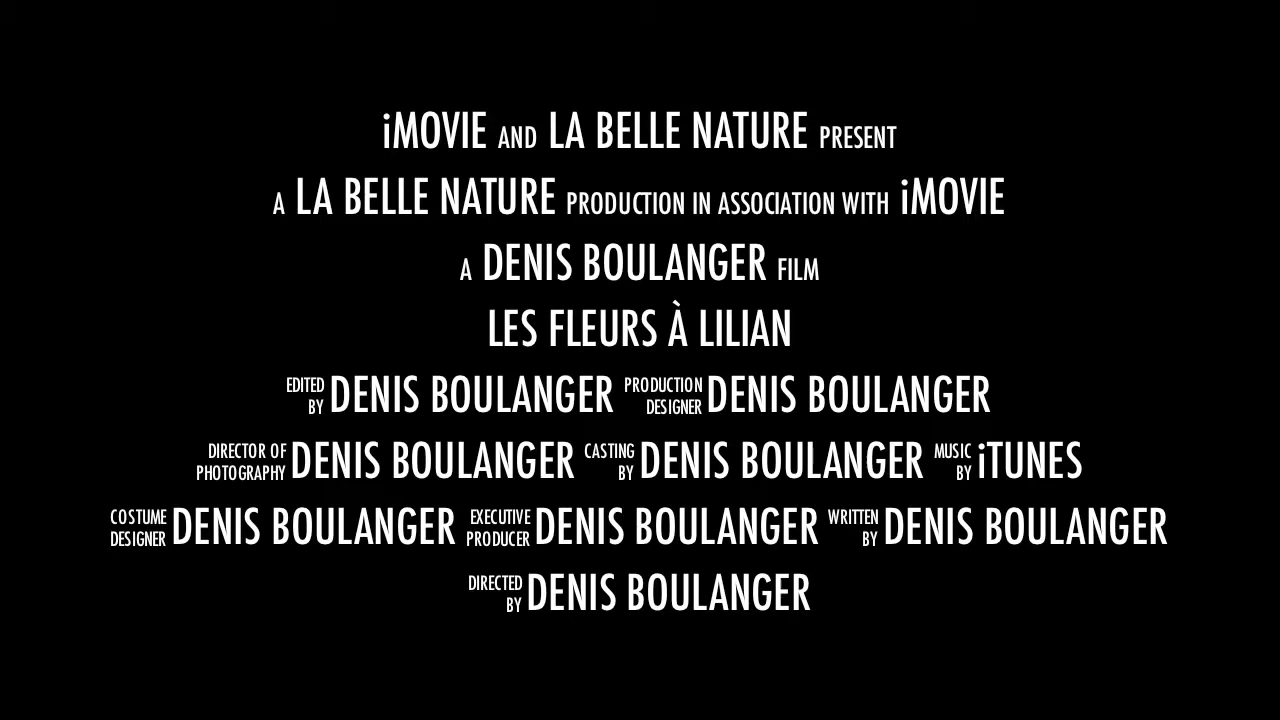 iMOVIE AND LA BELLE NATURE PRESENT
A LA BELLE NATURE PRODUCTION IN ASSOCIATION WITH iMOVIE
A DENIS BOULANGER FILM
LES FLEURS À LILIAN
EDITED BY DENIS BOULANGER PRODUCTION DESIGNER DENIS BOULANGER
DIRECTOR OF PHOTOGRAPHY DENIS BOULANGER CASTING BY DENIS BOULANGER MUSIC BY iTUNES
COSTUME DESIGNER DENIS BOULANGER EXECUTIVE PRODUCER DENIS BOULANGER WRITTEN BY DENIS BOULANGER
DIRECTED BY DENIS BOULANGER